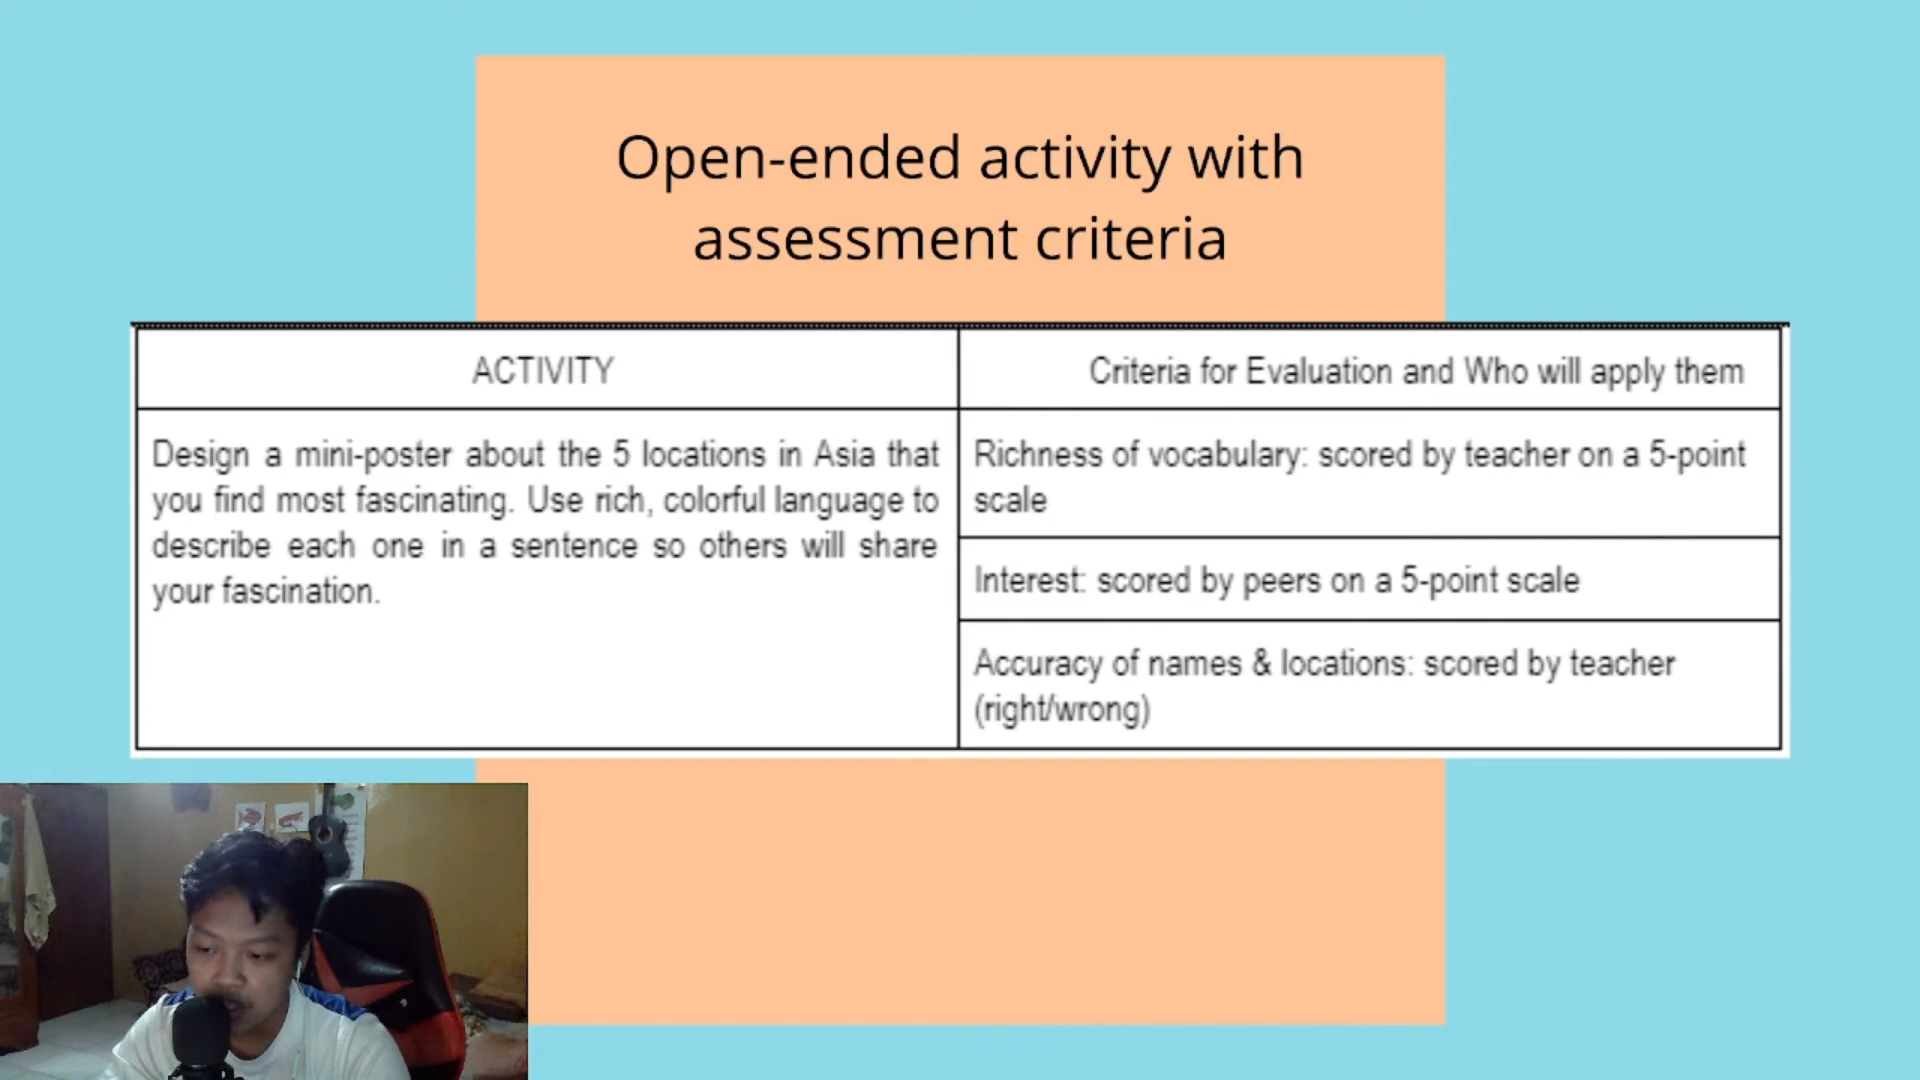 Open-ended activity with
assessment criteria
ACTIVITY
Criteria for Evaluation and Who will apply them
Design a mini-poster about the 5 locations in Asia that
you find most fascinating. Use rich, colorful language to
describe each one in a sentence so others will share
your fascination.
Richness of vocabulary: scored by teacher on a 5-point
scale
Interest: scored by peers on a 5-point scale
Accuracy of names & locations: scored by teacher
(right/wrong)